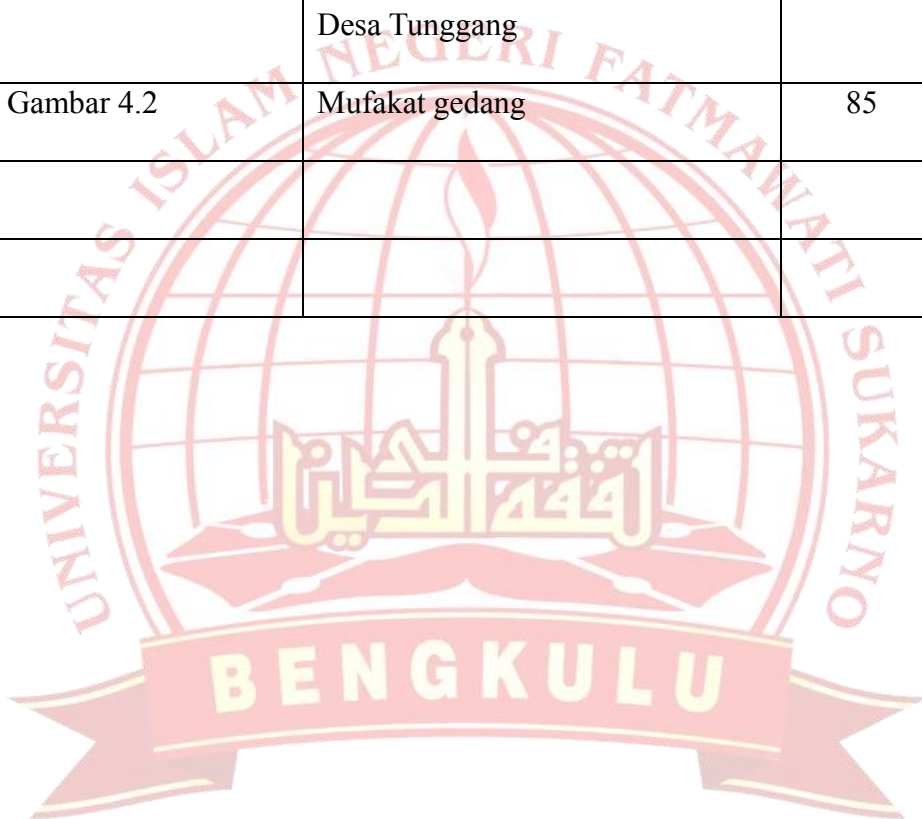 Desa Tunggang
Gambar 4.2 Mufakat gedang 85
UNIVERSITAS ISLAM NEGERI FATMAWATI SUKARNO
BENGKULU